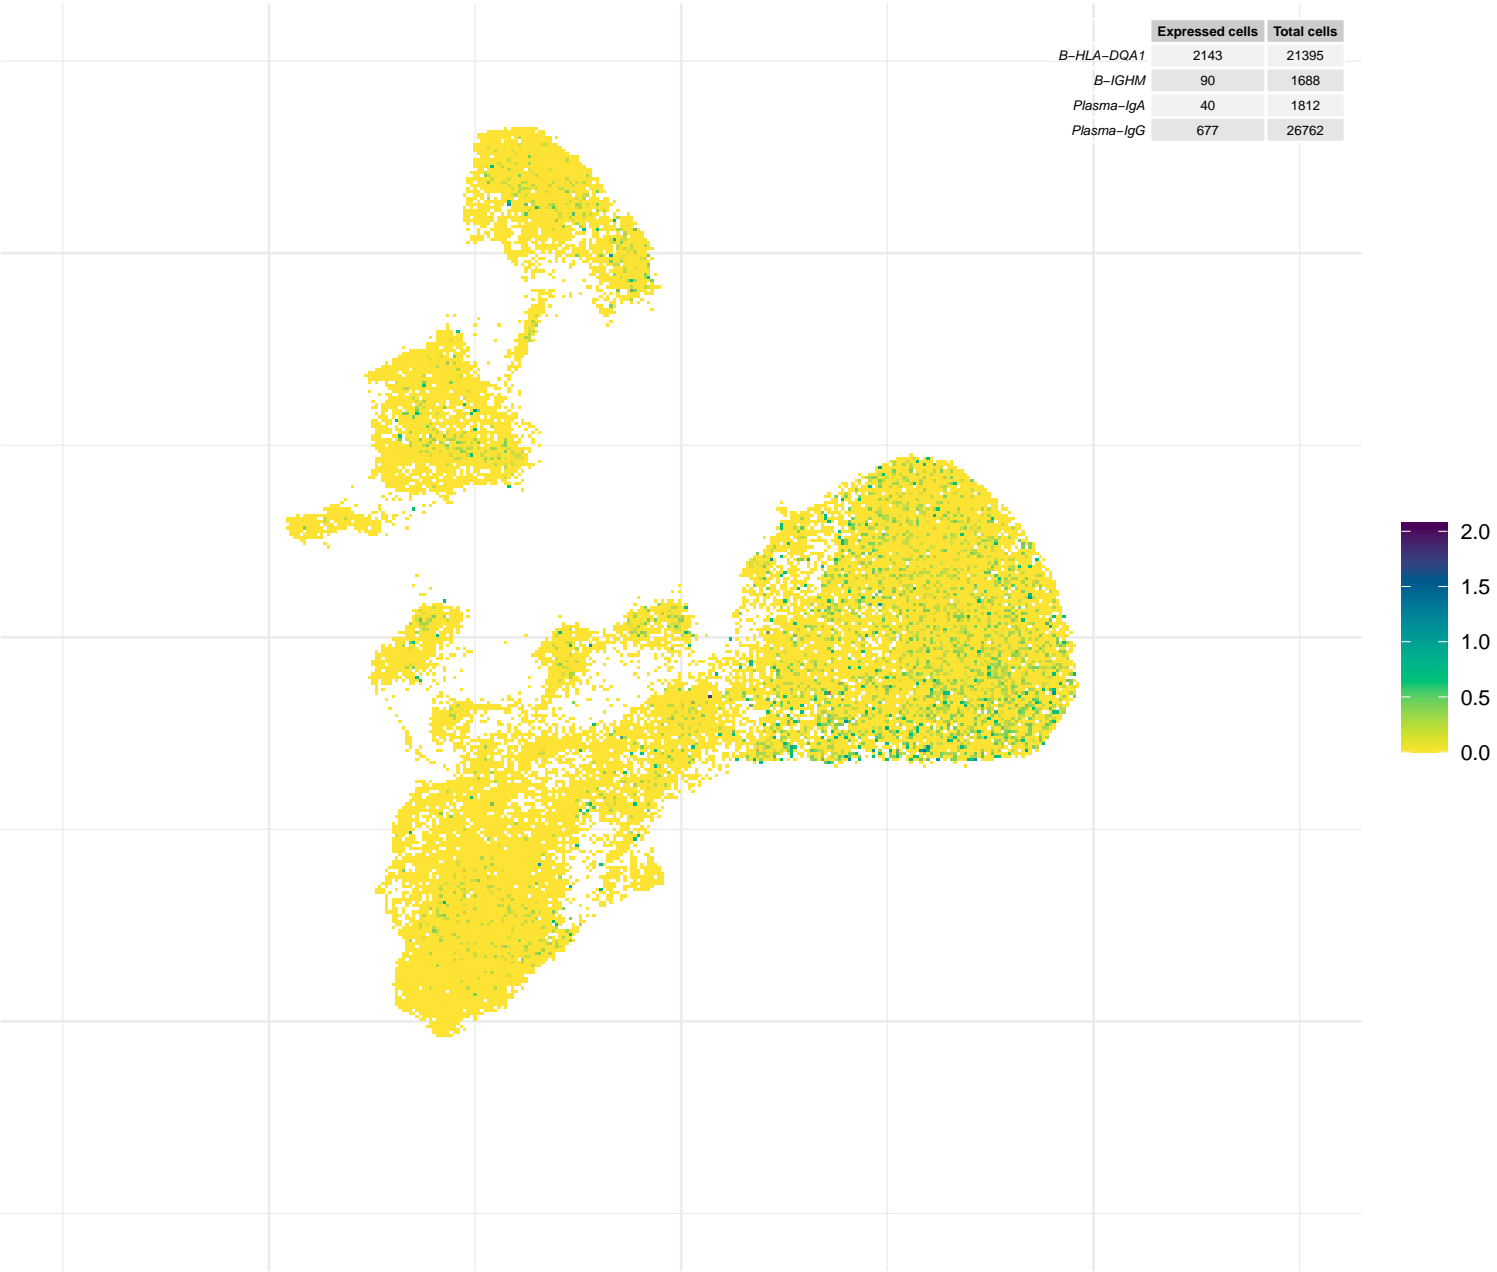 Expressed cells Total cells
B−HLA−DQA1 2143 21395
B−IGHM 90 1688
Plasma−IgA 40 1812
Plasma−IgG 677 26762
2.0
1.5
1.0
0.5
0.0